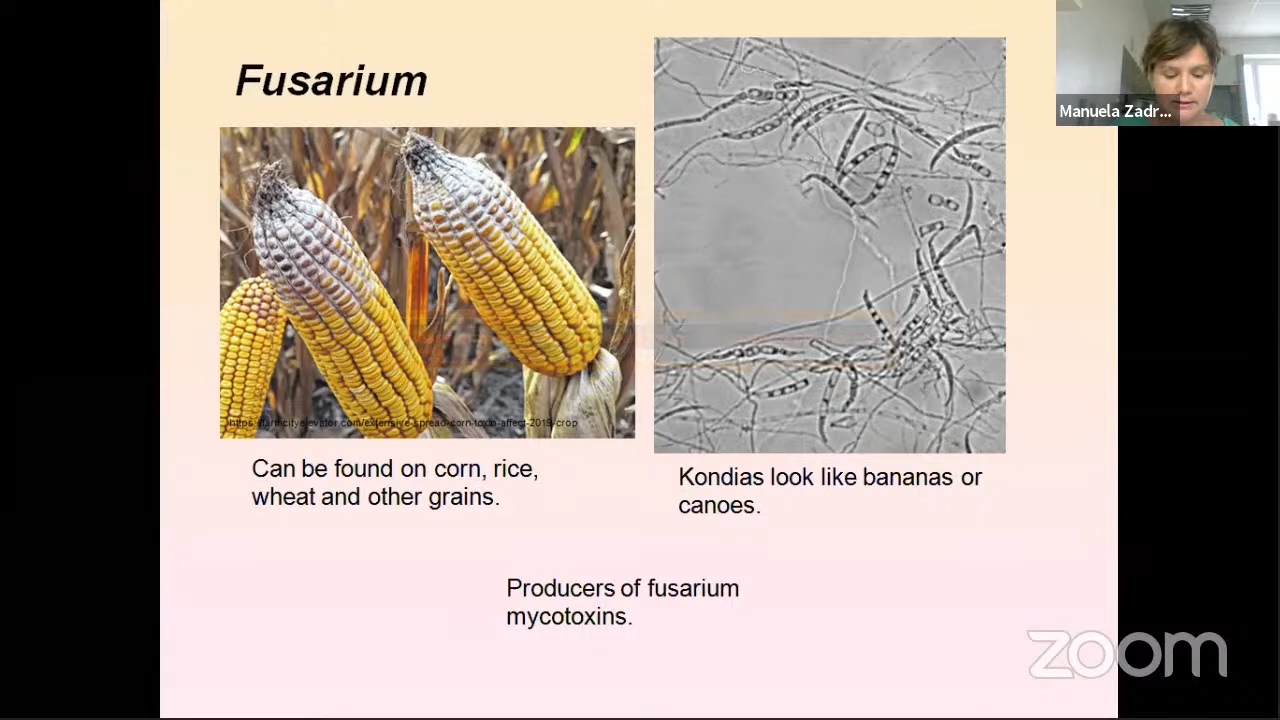 Fusarium
Manuela Zadr...
https://farmcityelevator.com/extensive-spread-corn-toxin-affect-2019-crop
Can be found on corn, rice,
wheat and other grains.
Kondias look like bananas or
canoes.
Producers of fusarium
mycotoxins.
zoom